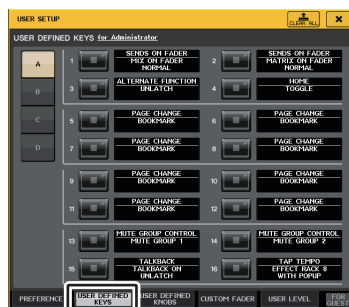 USER SETUP
CLEAR ALL
USER DEFINED KEYS for Administrator
A
B
C
D
1
SENDS ON FADER
MIX ON FADER
NORMAL
2
SENDS ON FADER
MATRIX ON FADER
NORMAL
3
ALTERNATE FUNCTION
UNLATCH
4
HOME
TOGGLE
5
PAGE CHANGE
BOOKMARK
6
PAGE CHANGE
BOOKMARK
7
PAGE CHANGE
BOOKMARK
8
PAGE CHANGE
BOOKMARK
9
PAGE CHANGE
BOOKMARK
10
PAGE CHANGE
BOOKMARK
11
PAGE CHANGE
BOOKMARK
12
PAGE CHANGE
BOOKMARK
13
MUTE GROUP CONTROL
MUTE GROUP 1
14
MUTE GROUP CONTROL
MUTE GROUP 2
15
TALKBACK
TALKBACK ON
UNLATCH
16
TAP TEMPO
EFFECT RACK 8
WITH POPUP
PREFERENCE
USER DEFINED
KEYS
USER DEFINED
KNOBS
CUSTOM FADER
USER LEVEL
FOR
GUEST